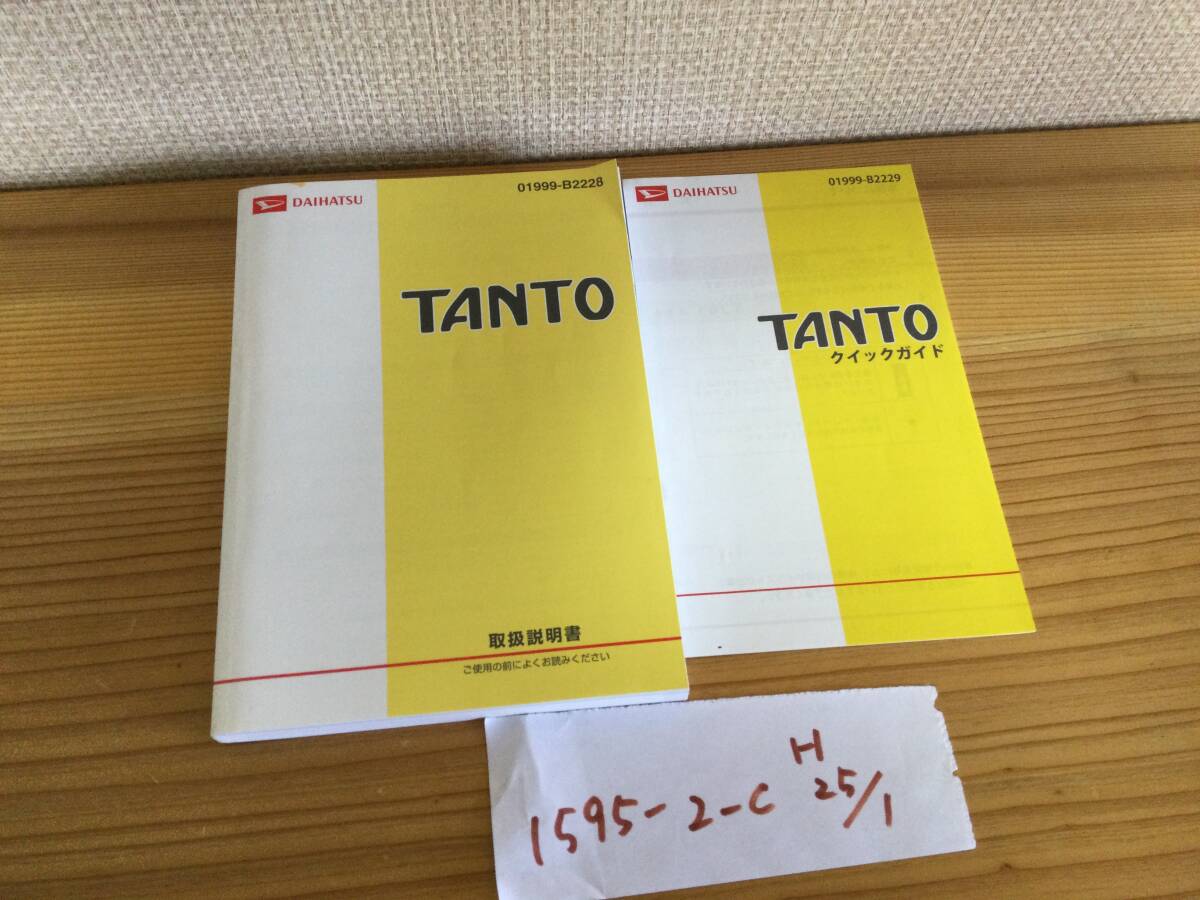 DAIHATSU
01999-B2228
TANTO
取扱説明書
ご使用の前によくお読みください
DAIHATSU
01999-B2229
TANTO
クイックガイド
1595-2-C H25/1